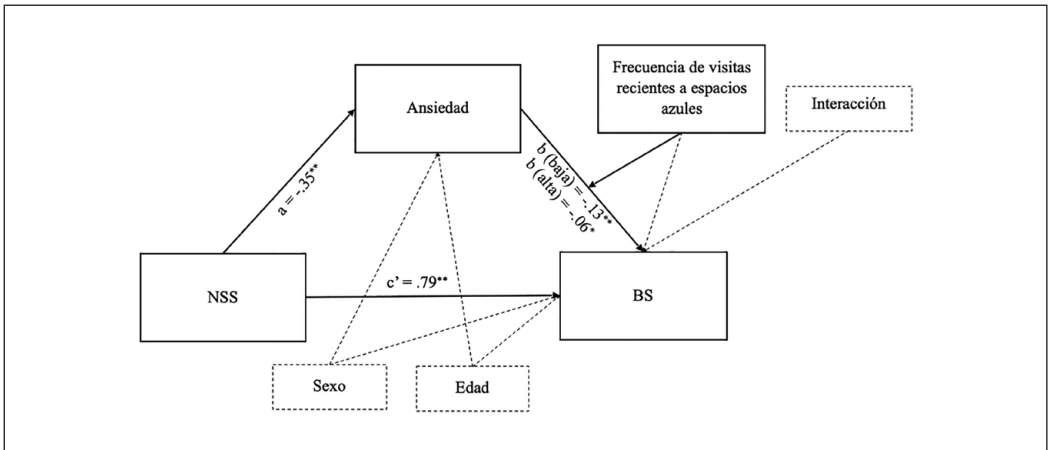 Frecuencia de visitas
recientes a espacios
azules
Interacción
Ansiedad
a = -.35**
b (baja) = -.13**
b (alta) = -.06*
NSS
c’ = .79**
BS
Sexo
Edad